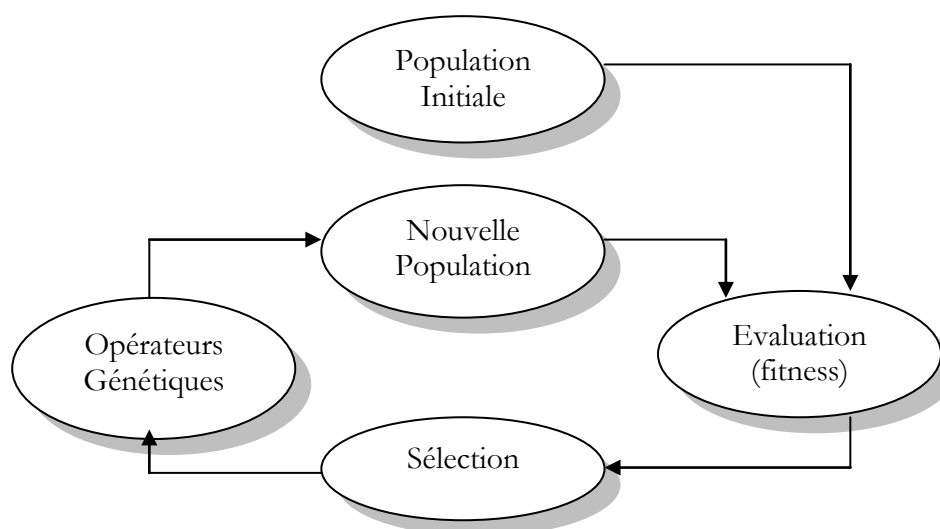 Population
Initiale
Nouvelle
Population
Opérateurs
Génétiques
Evaluation
(fitness)
Sélection